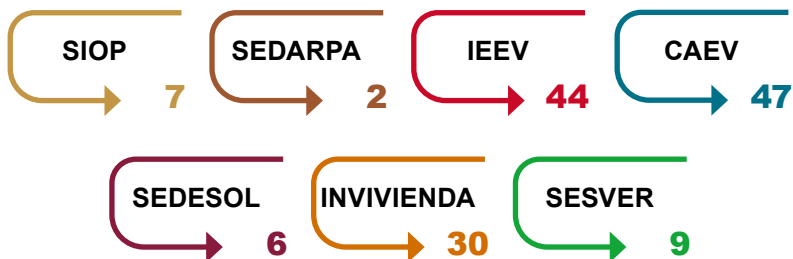 SIOP
7
SEDARPA
2
IEEV
44
CAEV
47
SEDESOL
6
INVIVIENDA
30
SESVER
9